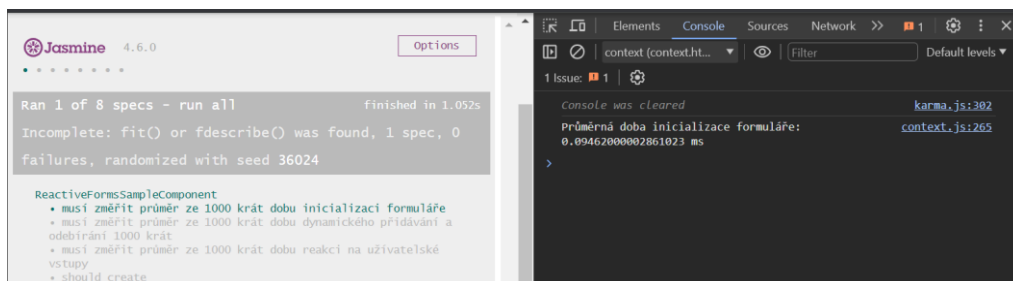 Jasmine 4.6.0
Options
Ran 1 of 8 specs - run all
finished in 1.052s
Incomplete: fit() or fdescribe() was found, 1 spec, 0
failures, randomized with seed 36024
ReactiveFormsSampleComponent
• musí změřit průměr ze 1000 krát dobu inicializací formuláře
• musí změřit průměr ze 1000 krát dobu dynamického přidávání a
odebírání 1000 krát
• musí změřit průměr ze 1000 krát dobu reakcí na uživatelské
vstupy
• should create
Elements Console Sources Network 1
context (context.ht... Filter Default levels
1 Issue: 1
Console was cleared karma.js:302
Průměrná doba inicializace formuláře: context.js:265
0.09462000002861023 ms